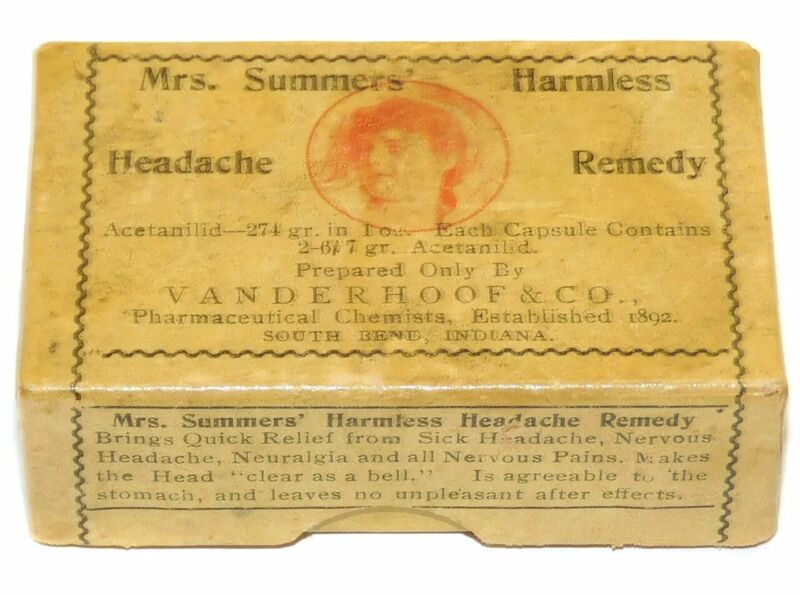 Mrs. Summers' Harmless
Headache Remedy
Acetanilid—274 gr. in 1 oz. Each Capsule Contains
2-6/7 gr. Acetanilid.
Prepared Only By
VANDERHOOF & CO.,
Pharmaceutical Chemists, Established 1892.
SOUTH BEND, INDIANA.
Mrs. Summers' Harmless Headache Remedy
Brings Quick Relief from Sick Headache, Nervous
Headache, Neuralgia and all Nervous Pains. Makes
the Head "clear as a bell." Is agreeable to the
stomach, and leaves no unpleasant after effects.